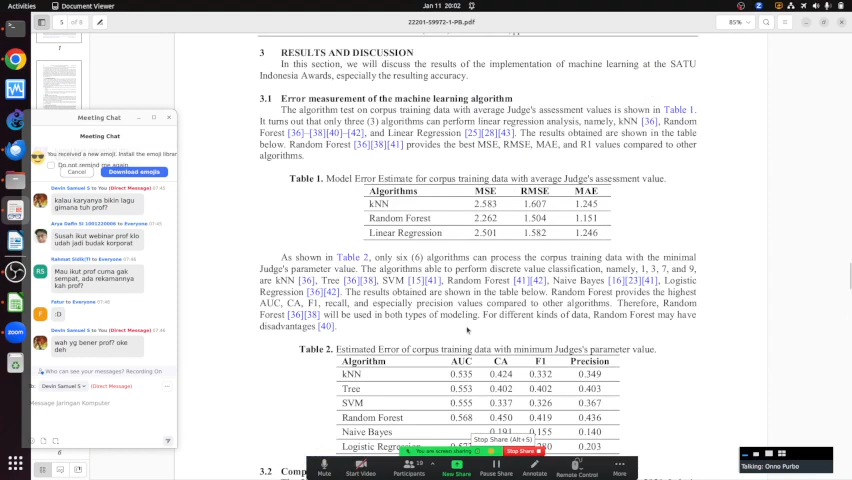 Activities
Document Viewer
Jan 11 20:02
5 of 8
22201-59972-1-PB.pdf
85%
1
6
Meeting Chat
Meeting Chat
You received a new emoji. Install the emoji librar
Do not remind me again
Cancel
Download emojis
Devin Samuel S to You (Direct Message) 07:45
kalau karyanya bikin lagu
gimana tuh prof?
07:45
Susah ikut webinar prof klo
udah jadi budak korporat
07:46
RS
Mau ikut prof cuma gak
sempat, ada rekamannya
kah prof?
Fatur to Everyone 07:46
F
:D
Devin Samuel S to You (Direct Message) 07:46
wah yg bener prof? oke
deh
Who can see your messages? Recording On
Devin Samuel S
(Direct Message)
Message Jaringan Komputer
3 RESULTS AND DISCUSSION
In this section, we will discuss the results of the implementation of machine learning at the SATU
Indonesia Awards, especially the resulting accuracy.
3.1 Error measurement of the machine learning algorithm
The algorithm test on corpus training data with average Judge's assessment values is shown in Table 1.
It turns out that only three (3) algorithms can perform linear regression analysis, namely, kNN [36], Random
Forest [36]–[38][40]–[42], and Linear Regression [25][28][43]. The results obtained are shown in the table
below. Random Forest [36][38][41] provides the best MSE, RMSE, MAE, and R1 values compared to other
algorithms.
Table 1. Model Error Estimate for corpus training data with average Judge's assessment value.
Algorithms MSE RMSE MAE
kNN 2.583 1.607 1.245
Random Forest 2.262 1.504 1.151
Linear Regression 2.501 1.582 1.246
As shown in Table 2, only six (6) algorithms can process the corpus training data with the minimal
Judge's parameter value. The algorithms able to perform discrete value classification, namely, 1, 3, 7, and 9,
are kNN [36], Tree [36][38], SVM [15][41], Random Forest [41][42], Naive Bayes [16][23][41], Logistic
Regression [36][42]. The results obtained are shown in the table below. Random Forest provides the highest
AUC, CA, F1, recall, and especially precision values compared to other algorithms. Therefore, Random
Forest [36][38] will be used in both types of modeling. For different kinds of data, Random Forest may have
disadvantages [40].
Table 2. Estimated Error of corpus training data with minimum Judges's parameter value.
Algorithm AUC CA F1 Precision
kNN 0.535 0.424 0.332 0.349
Tree 0.553 0.402 0.402 0.403
SVM 0.555 0.337 0.326 0.367
Random Forest 0.568 0.450 0.419 0.436
Naive Bayes 0.155 0.140
Stop Share (Alt+S)
Logistic 0.203
You are screen sharing
Stop Share
3.2
Mute
Start Video
Participants
19
New Share
Pause Share
Annotate
Remote Control
More
Talking: Onno Purbo